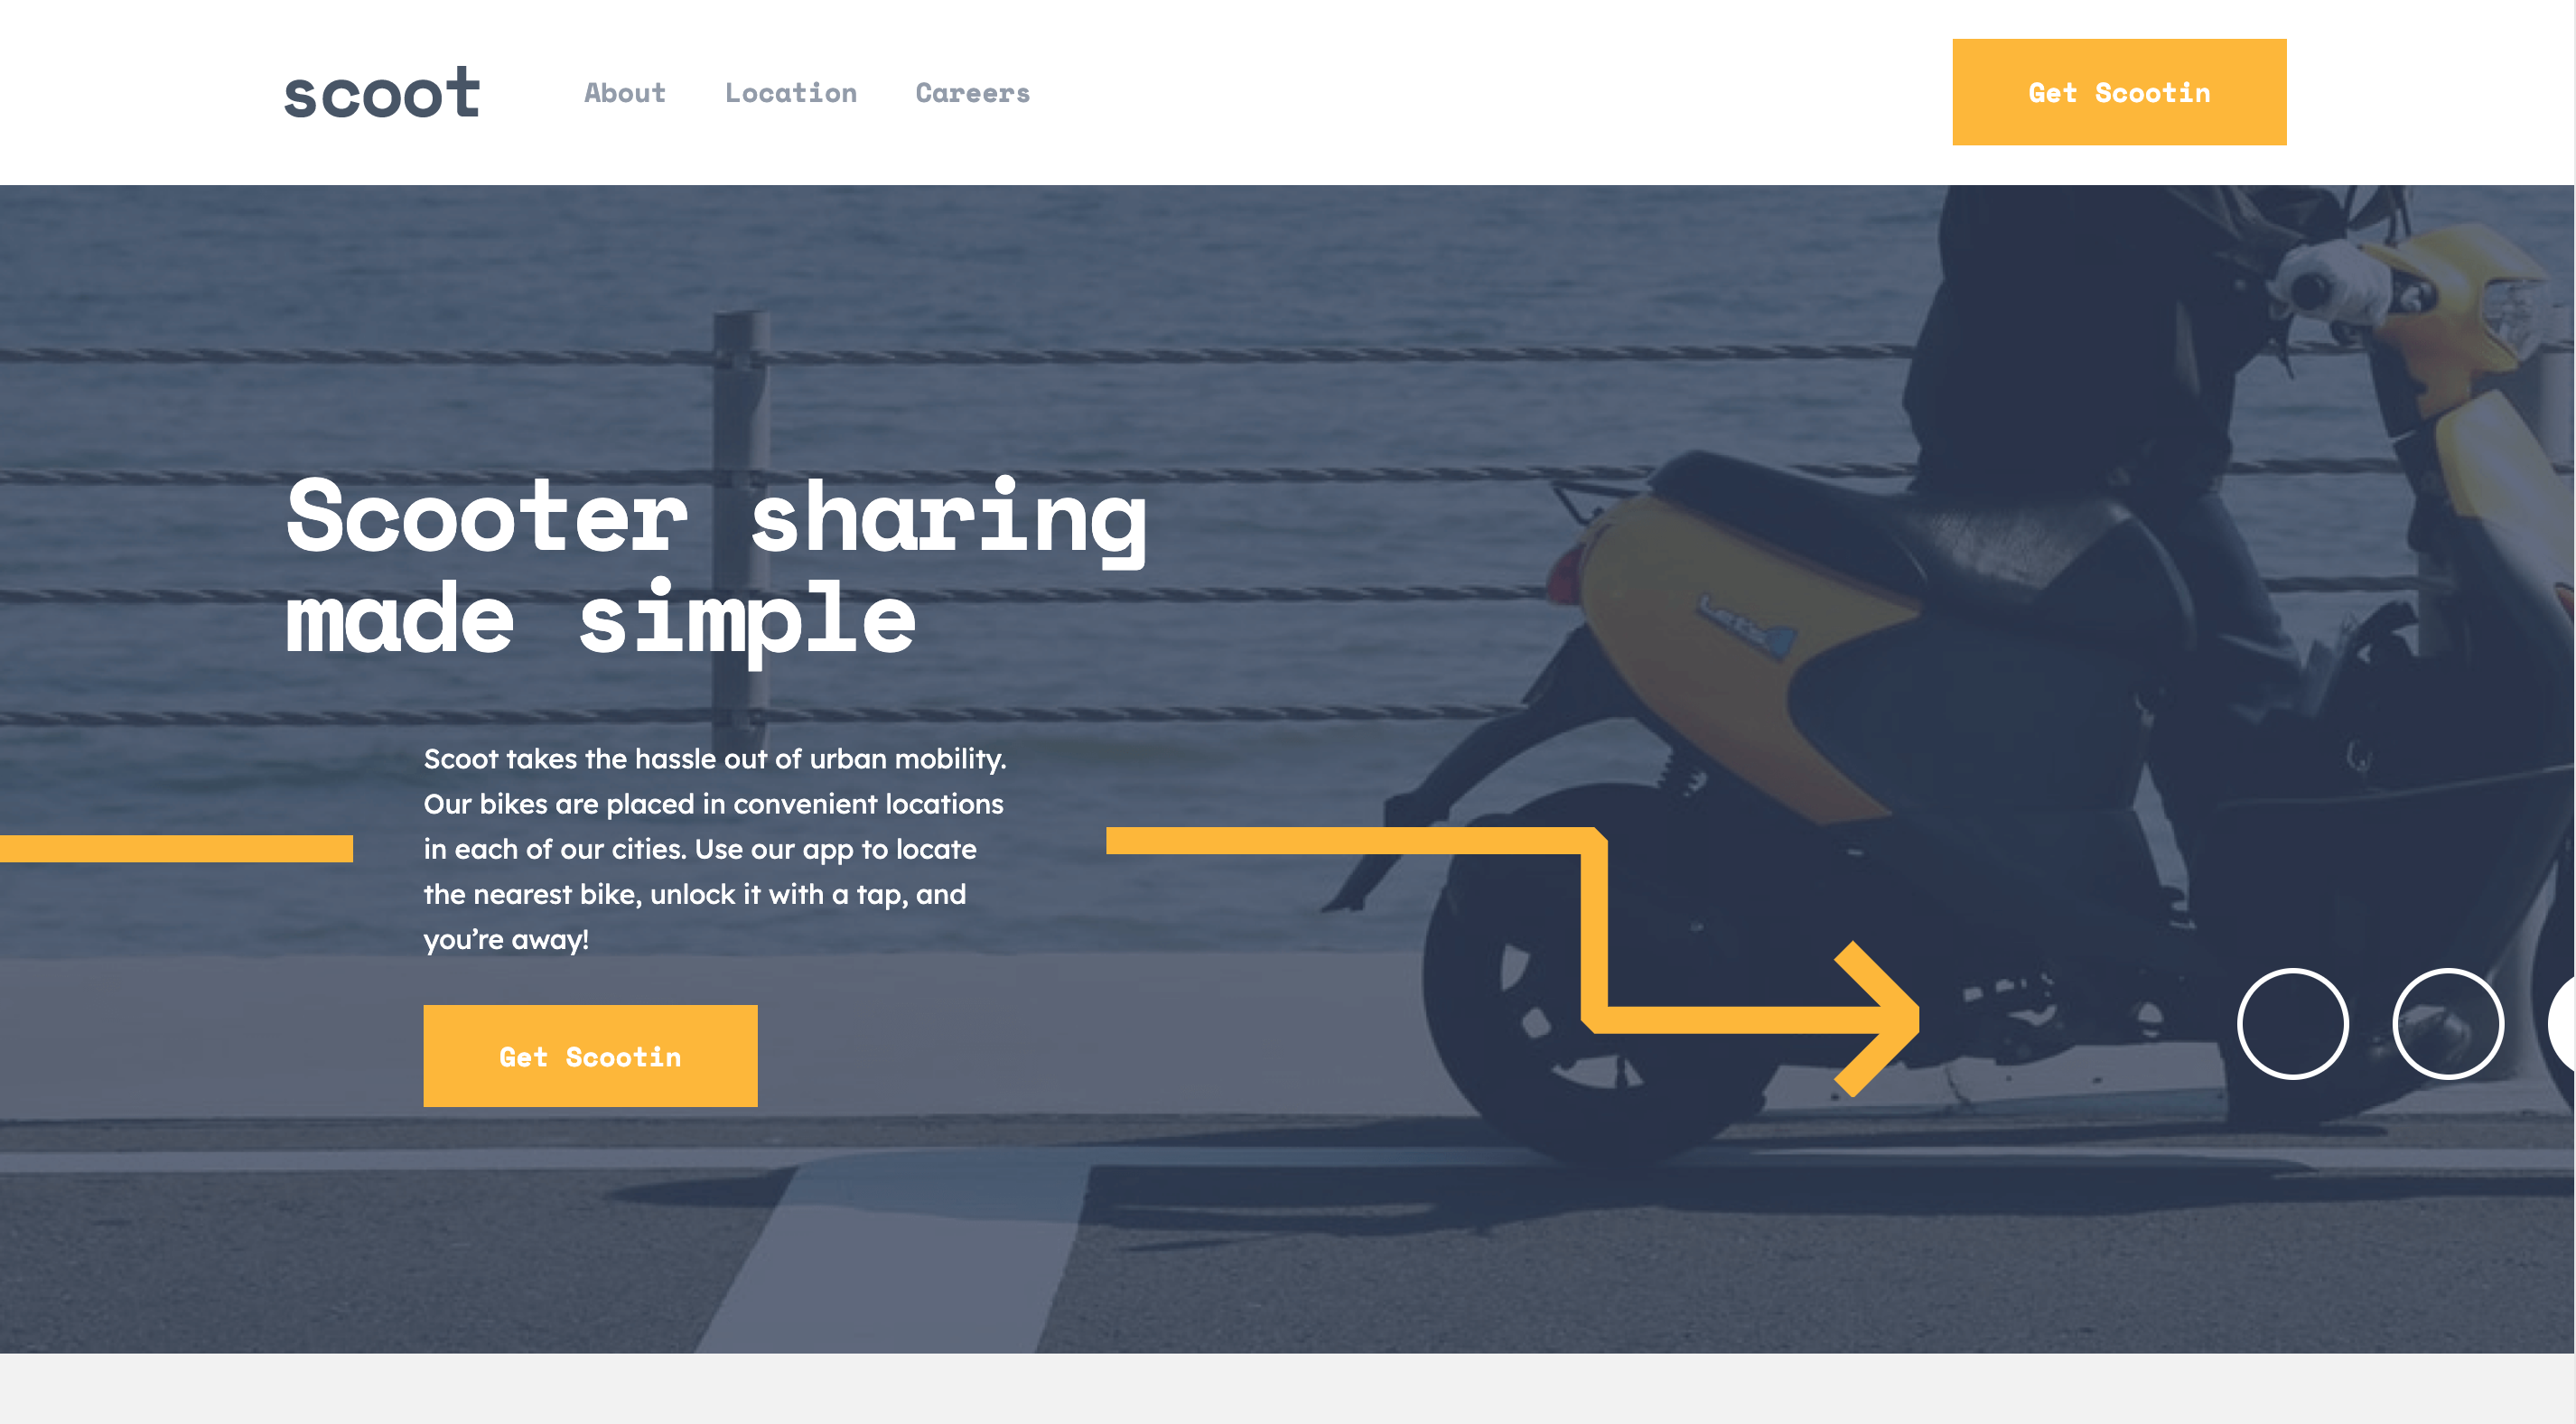 scoot
About
Location
Careers
Get Scootin
Scooter sharing
made simple
Scoot takes the hassle out of urban mobility.
Our bikes are placed in convenient locations
in each of our cities. Use our app to locate
the nearest bike, unlock it with a tap, and
you’re away!
Get Scootin